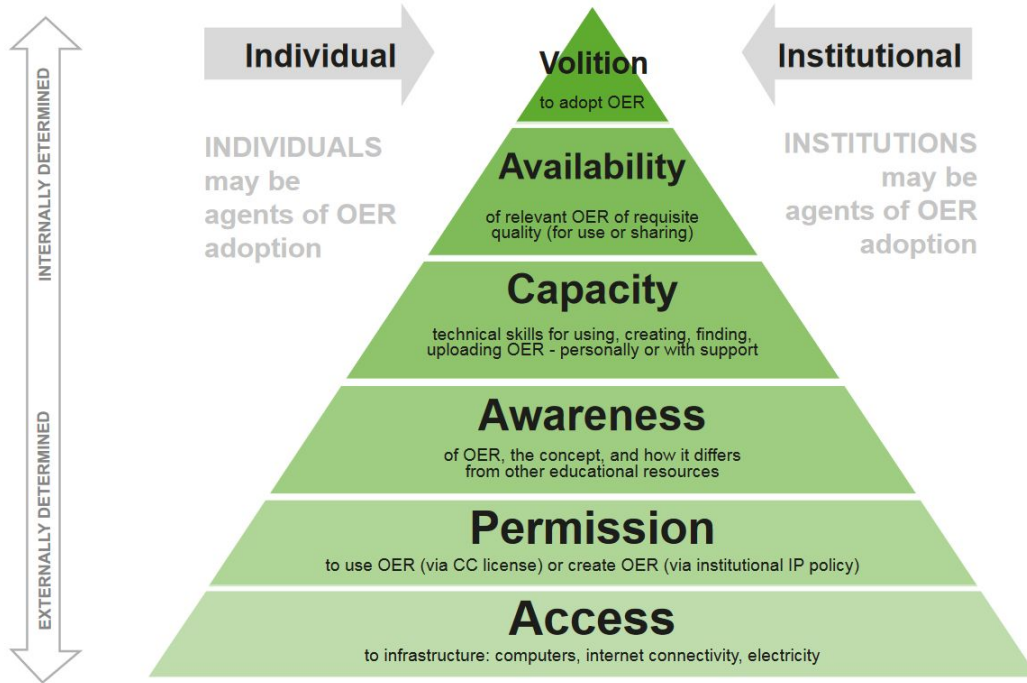 Individual
Institutional
INDIVIDUALS
may be
agents of OER
adoption
INSTITUTIONS
may be
agents of OER
adoption
INTERNALLY DETERMINED
EXTERNALLY DETERMINED
Volition
to adopt OER
Availability
of relevant OER of requisite
quality (for use or sharing)
Capacity
technical skills for using, creating, finding,
uploading OER - personally or with support
Awareness
of OER, the concept, and how it differs
from other educational resources
Permission
to use OER (via CC license) or create OER (via institutional IP policy)
Access
to infrastructure: computers, internet connectivity, electricity